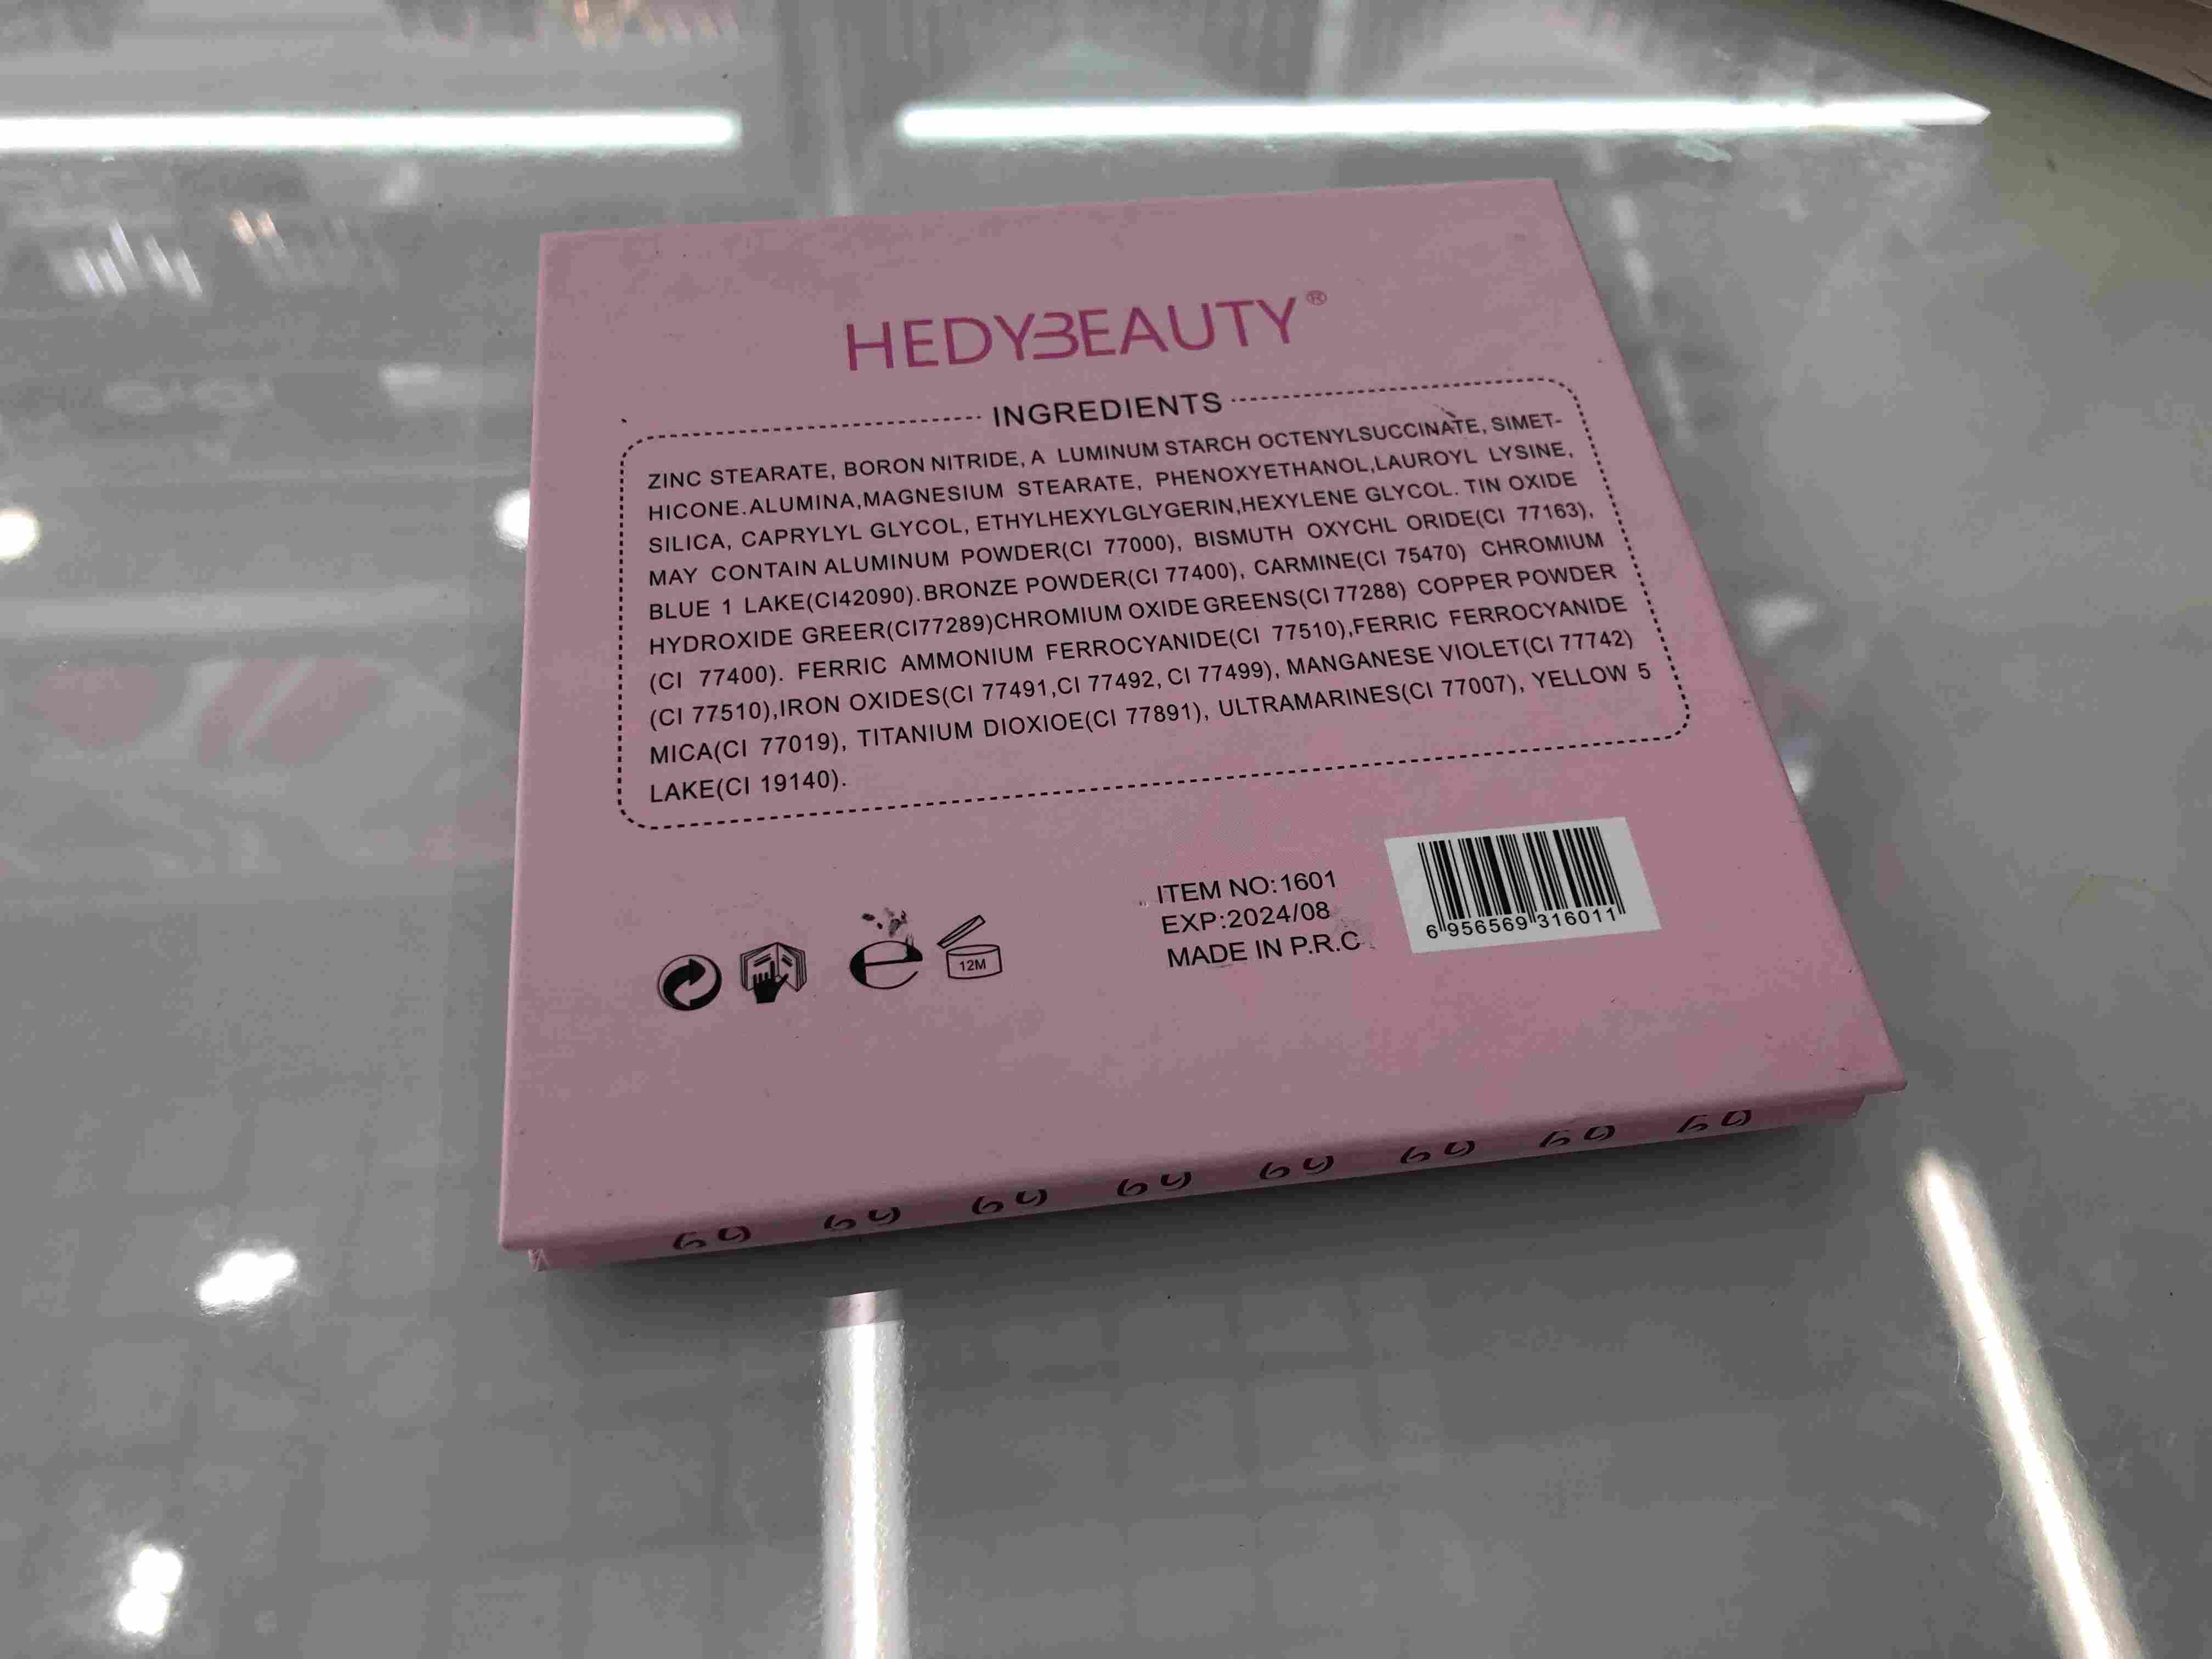 HEDYBEAUTY®
INGREDIENTS
ZINC STEARATE, BORON NITRIDE, A LUMINUM STARCH OCTENYLSUCCINATE, SIMET-
HICONE.ALUMINA,MAGNESIUM STEARATE, PHENOXYETHANOL,LAUROYL LYSINE,
SILICA, CAPRYLYL GLYCOL, ETHYLHEXYLGLYGERIN,HEXYLENE GLYCOL. TIN OXIDE
MAY CONTAIN ALUMINUM POWDER(CI 77000), BISMUTH OXYCHL ORIDE(CI 77163),
BLUE 1 LAKE(CI42090).BRONZE POWDER(CI 77400), CARMINE(CI 75470) CHROMIUM
HYDROXIDE GREER(CI77289)CHROMIUM OXIDE GREENS(CI 77288) COPPER POWDER
(CI 77400). FERRIC AMMONIUM FERROCYANIDE(CI 77510),FERRIC FERROCYANIDE
(CI 77510),IRON OXIDES(CI 77491,CI 77492, CI 77499), MANGANESE VIOLET(CI 77742)
MICA(CI 77019), TITANIUM DIOXIOE(CI 77891), ULTRAMARINES(CI 77007), YELLOW 5
LAKE(CI 19140).
ITEM NO:1601
EXP:2024/08
MADE IN P.R.C
6 956569 316011
e
12M